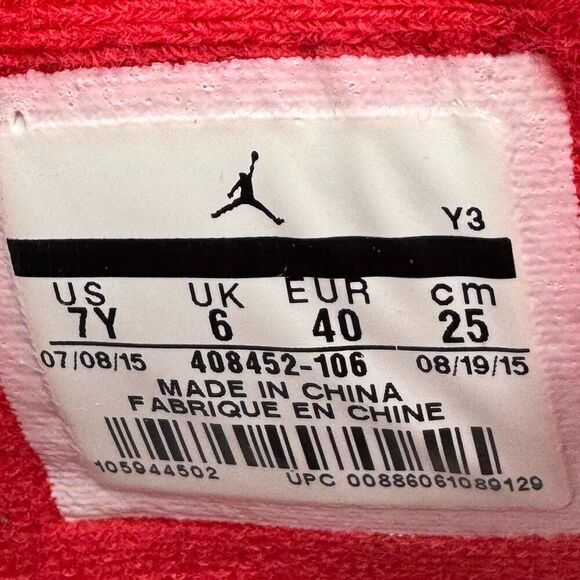 Y3
US UK EUR cm
7Y 6 40 25
07/08/15 408452-106 08/19/15
MADE IN CHINA
FABRIQUE EN CHINE
105944502 UPC 00886061089129